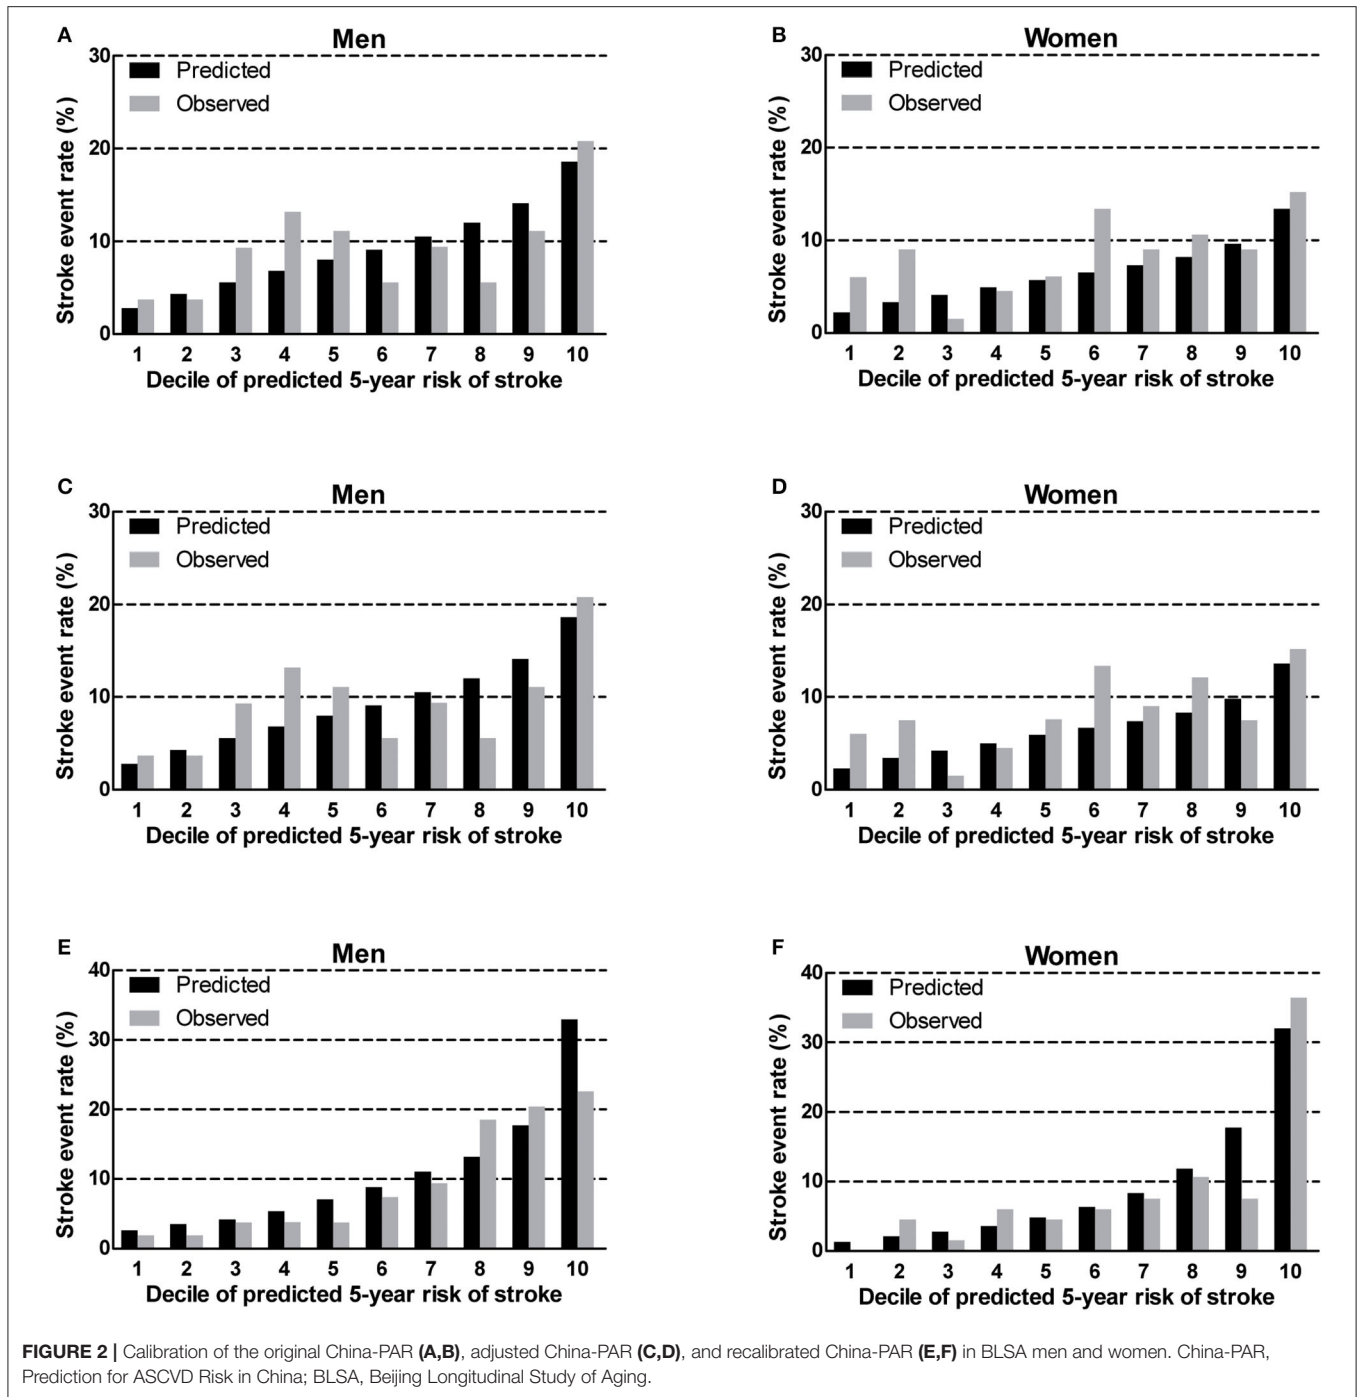 A
Men
30
Predicted
Observed
20
10
0
Stroke event rate (%)
1 2 3 4 5 6 7 8 9 10
Decile of predicted 5-year risk of stroke
B
Women
30
Predicted
Observed
20
10
0
Stroke event rate (%)
1 2 3 4 5 6 7 8 9 10
Decile of predicted 5-year risk of stroke
C
Men
30
Predicted
Observed
20
10
0
Stroke event rate (%)
1 2 3 4 5 6 7 8 9 10
Decile of predicted 5-year risk of stroke
D
Women
30
Predicted
Observed
20
10
0
Stroke event rate (%)
1 2 3 4 5 6 7 8 9 10
Decile of predicted 5-year risk of stroke
E
Men
40
Predicted
Observed
30
20
10
0
Stroke event rate (%)
1 2 3 4 5 6 7 8 9 10
Decile of predicted 5-year risk of stroke
F
Women
40
Predicted
Observed
30
20
10
0
Stroke event rate (%)
1 2 3 4 5 6 7 8 9 10
Decile of predicted 5-year risk of stroke
FIGURE 2 | Calibration of the original China-PAR (A,B), adjusted China-PAR (C,D), and recalibrated China-PAR (E,F) in BLSA men and women. China-PAR,
Prediction for ASCVD Risk in China; BLSA, Beijing Longitudinal Study of Aging.